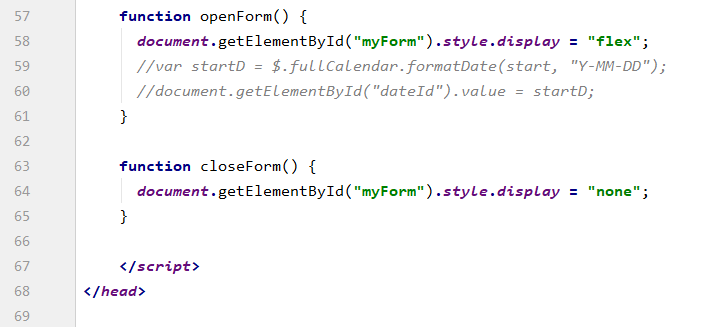 57 function openForm() {
58 document.getElementById("myForm").style.display = "flex";
59 //var startD = $.fullCalendar.formatDate(start, "Y-MM-DD");
60 //document.getElementById("dateId").value = startD;
61 }
62
63 function closeForm() {
64 document.getElementById("myForm").style.display = "none";
65 }
66
67 </script>
68 </head>
69